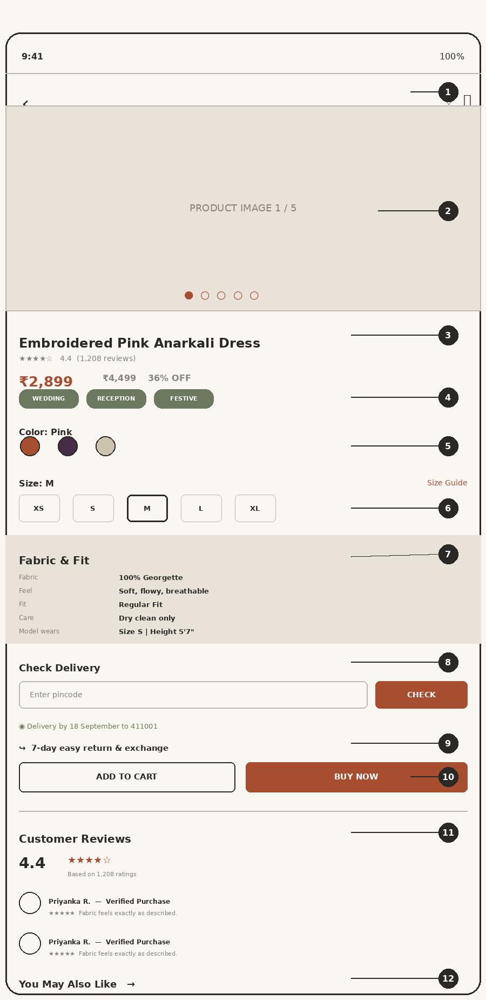 9:41 100%
‹
1
PRODUCT IMAGE 1 / 5
2
3
Embroidered Pink Anarkali Dress
★★★★☆ 4.4 (1,208 reviews)
₹2,899 ₹4,499 36% OFF
WEDDING RECEPTION FESTIVE
4
Color: Pink
5
Size: M Size Guide
XS S M L XL
6
7
Fabric & Fit
Fabric 100% Georgette
Feel Soft, flowy, breathable
Fit Regular Fit
Care Dry clean only
Model wears Size S | Height 5'7"
8
Check Delivery
Enter pincode CHECK
◉ Delivery by 18 September to 411001
↪ 7-day easy return & exchange
9
ADD TO CART BUY NOW
10
11
Customer Reviews
4.4 ★★★★☆
Based on 1,208 ratings
Priyanka R. — Verified Purchase
★★★★★ Fabric feels exactly as described.
Priyanka R. — Verified Purchase
★★★★★ Fabric feels exactly as described.
You May Also Like →
12